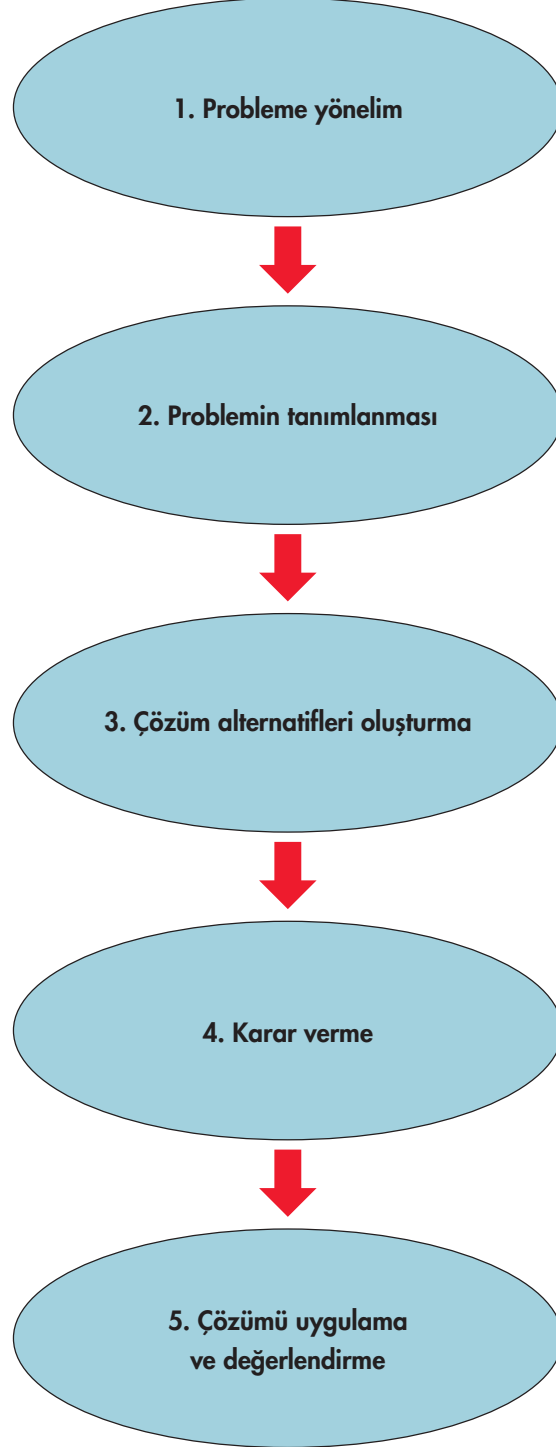 1. Probleme yönelim
2. Problemin tanımlanması
3. Çözüm alternatifleri oluşturma
4. Karar verme
5. Çözümü uygulama
ve değerlendirme